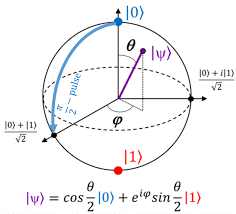 |0⟩
θ
|ψ⟩
π/2 – pulse
|0⟩ + i|1⟩ / √2
|0⟩ + |1⟩ / √2
φ
|1⟩
|ψ⟩ = cos θ/2 |0⟩ + e^{iφ} sin θ/2 |1⟩